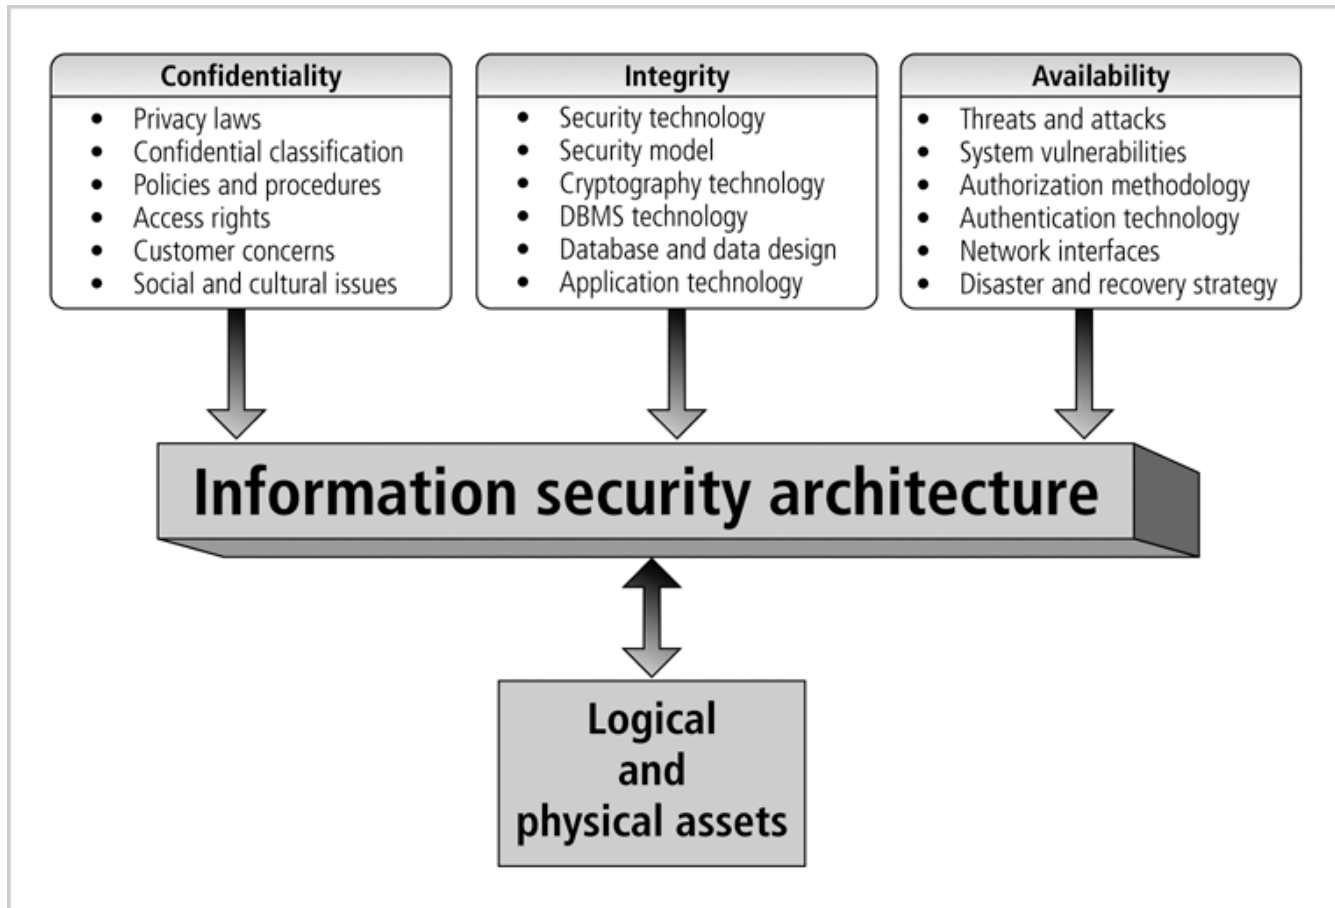 Confidentiality
• Privacy laws
• Confidential classification
• Policies and procedures
• Access rights
• Customer concerns
• Social and cultural issues
Integrity
• Security technology
• Security model
• Cryptography technology
• DBMS technology
• Database and data design
• Application technology
Availability
• Threats and attacks
• System vulnerabilities
• Authorization methodology
• Authentication technology
• Network interfaces
• Disaster and recovery strategy
Information security architecture
Logical
and
physical assets